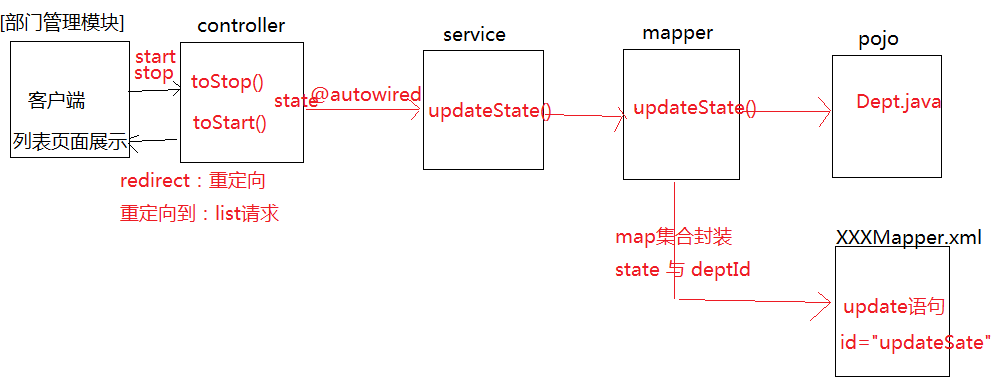 [部门管理模块]
controller
service
mapper
pojo
start
stop
客户端
列表页面展示
toStop()
toStart()
state
@autowired
updateState()
updateState()
Dept.java
redirect：重定向
重定向到：list请求
map集合封装
state 与 deptId
XXXMapper.xml
update语句
id="updateSate"